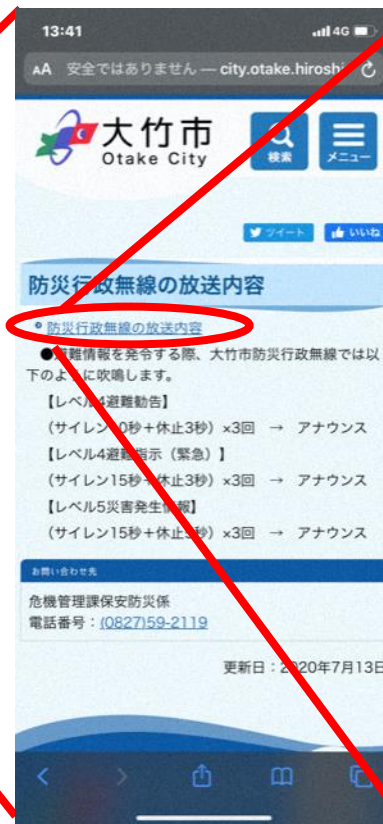 13:41
4G
AA 安全ではありません — city.otake.hiroshi
大竹市
Otake City
検索
メニュー
ツイート
いいね
防災行政無線の放送内容
防災行政無線の放送内容
●避難情報を発令する際、大竹市防災行政無線では以
下のように吹鳴します。
【レベル4避難勧告】
(サイレン 0秒+休止3秒)×3回 → アナウンス
【レベル4避難指示(緊急)】
(サイレン15秒+休止3秒)×3回 → アナウンス
【レベル5災害発生情報】
(サイレン15秒+休止3秒)×3回 → アナウンス
お問い合わせ先
危機管理課保安防災係
電話番号:(0827)59-2119
更新日:2020年7月13日